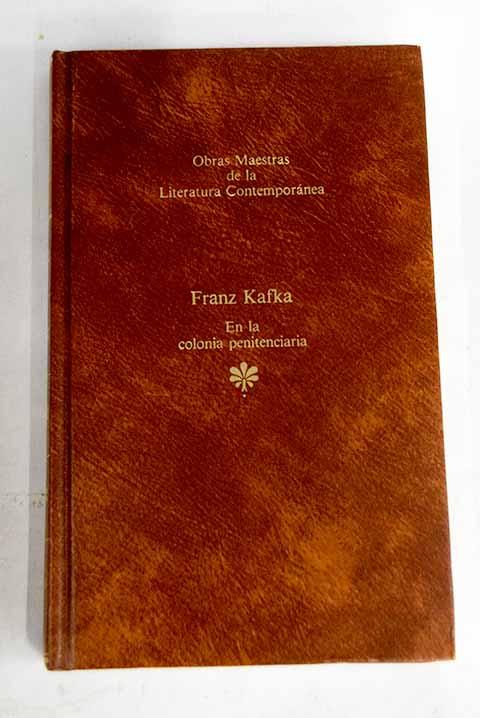 Obras Maestras
de la
Literatura Contemporánea
Franz Kafka
En la
colonia penitenciaria